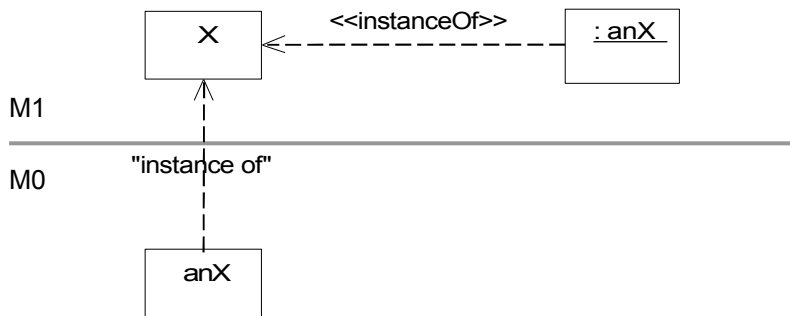 <<instanceOf>>
X
: anX
M1
"instance of"
M0
anX